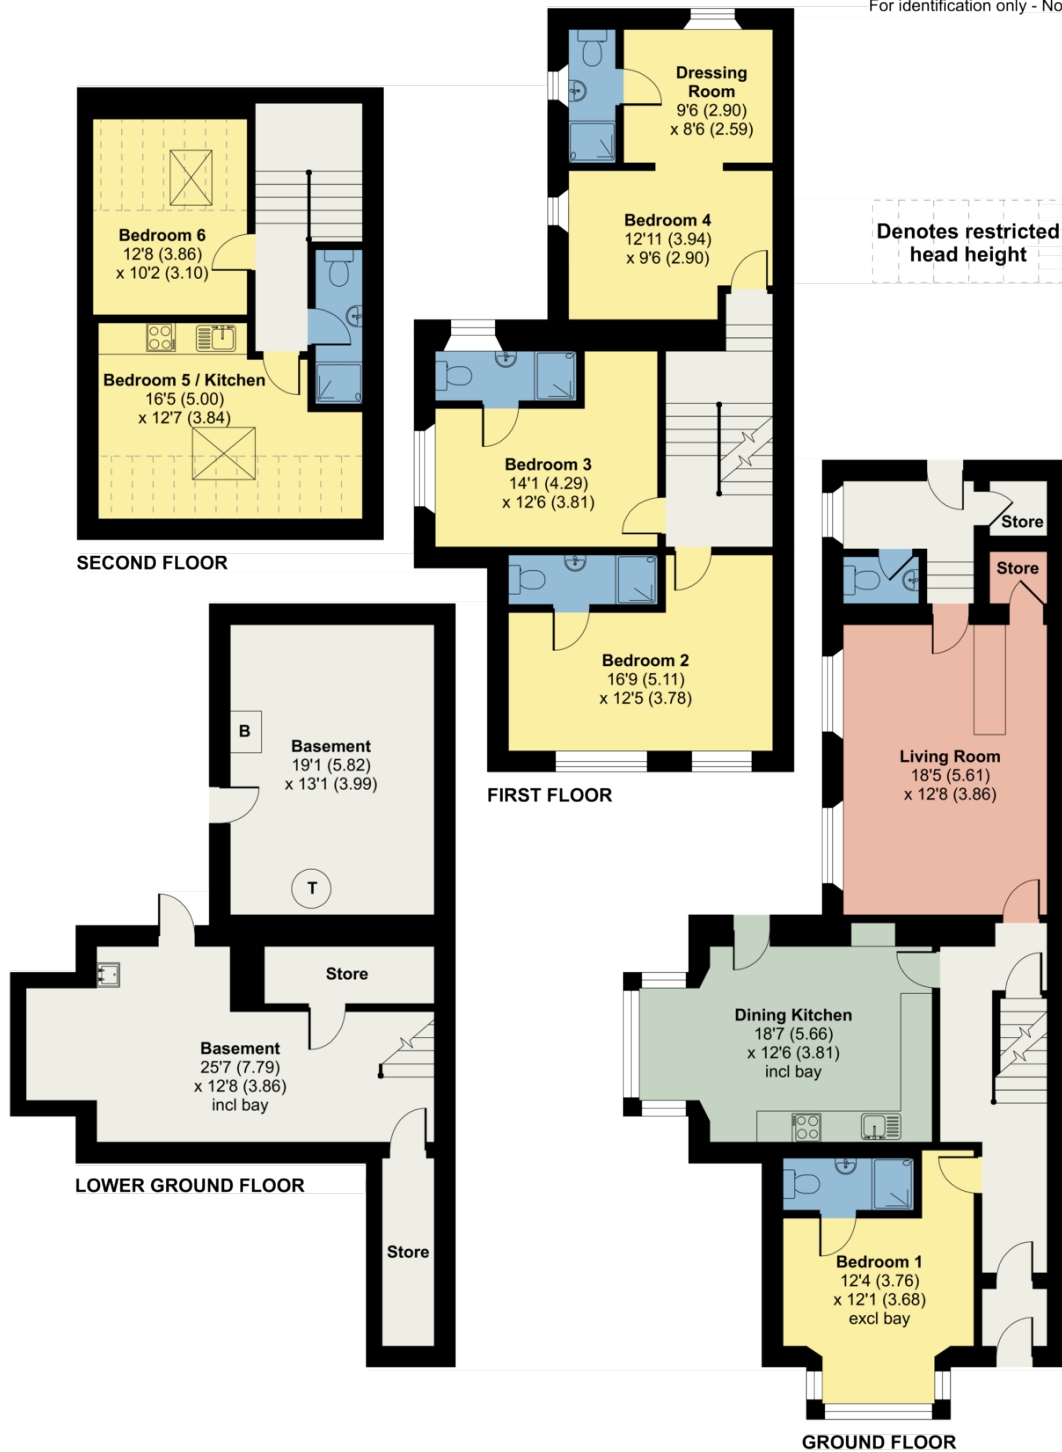 For identification only - No
Dressing
Room
9'6 (2.90)
x 8'6 (2.59)
Bedroom 4
12'11 (3.94)
x 9'6 (2.90)
Denotes restricted
head height
Bedroom 6
12'8 (3.86)
x 10'2 (3.10)
Bedroom 5 / Kitchen
16'5 (5.00)
x 12'7 (3.84)
SECOND FLOOR
Bedroom 3
14'1 (4.29)
x 12'6 (3.81)
Bedroom 2
16'9 (5.11)
x 12'5 (3.78)
FIRST FLOOR
Store
Store
Living Room
18'5 (5.61)
x 12'8 (3.86)
B
Basement
19'1 (5.82)
x 13'1 (3.99)
T
Store
Basement
25'7 (7.79)
x 12'8 (3.86)
incl bay
LOWER GROUND FLOOR
Store
Dining Kitchen
18'7 (5.66)
x 12'6 (3.81)
incl bay
Bedroom 1
12'4 (3.76)
x 12'1 (3.68)
excl bay
GROUND FLOOR